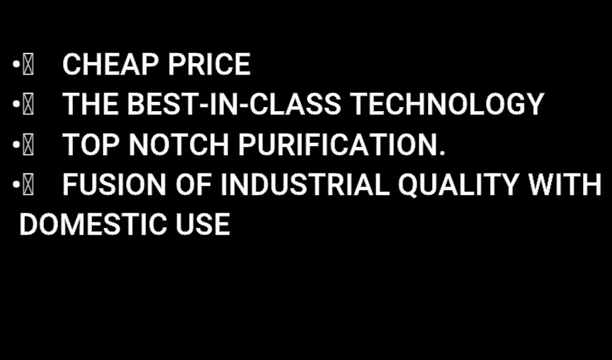 •	CHEAP PRICE
•	THE BEST-IN-CLASS TECHNOLOGY
•	TOP NOTCH PURIFICATION.
•	FUSION OF INDUSTRIAL QUALITY WITH
DOMESTIC USE